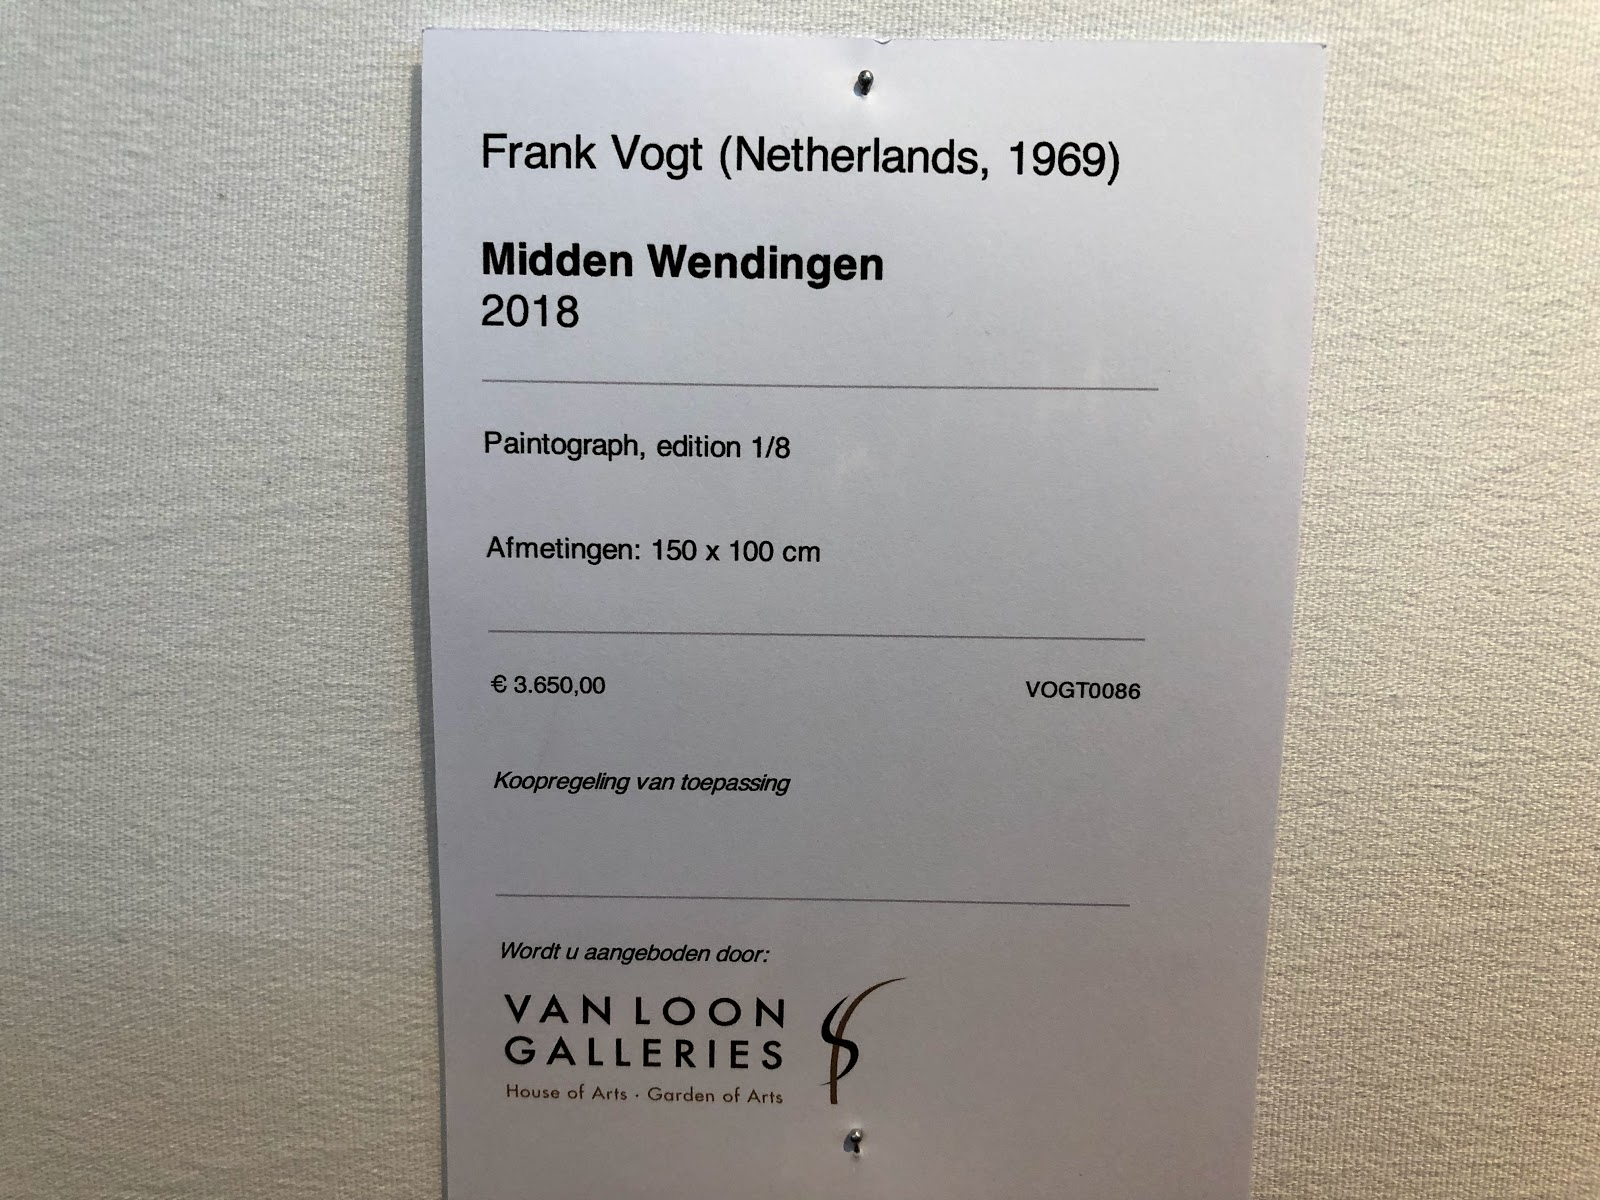 Frank Vogt (Netherlands, 1969)
Midden Wendingen
2018
Paintograph, edition 1/8
Afmetingen: 150 x 100 cm
€ 3.650,00 VOGT0086
Koopregeling van toepassing
Wordt u aangeboden door:
VAN LOON
GALLERIES
House of Arts · Garden of Arts